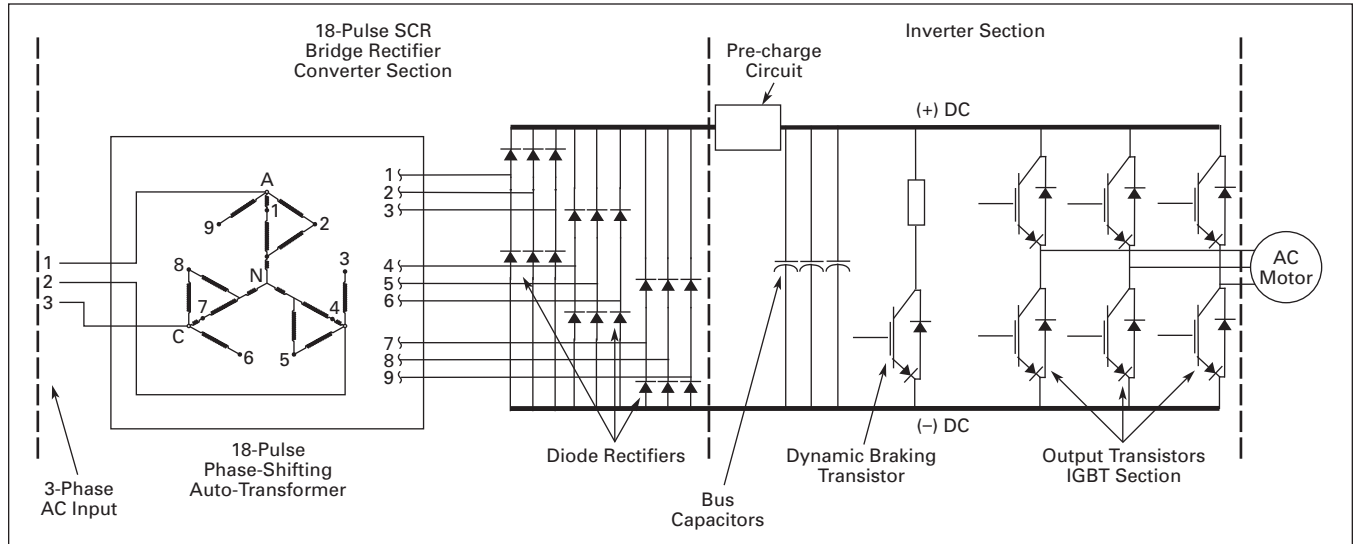 18-Pulse SCR
Bridge Rectifier
Converter Section
Inverter Section
Pre-charge
Circuit
(+) DC
A
1
9
2
8
N
3
7
4
C
6
5
1
2
3
1
2
3
4
5
6
7
8
9
AC
Motor
(–) DC
18-Pulse
Phase-Shifting
Auto-Transformer
3-Phase
AC Input
Diode Rectifiers
Bus
Capacitors
Dynamic Braking
Transistor
Output Transistors
IGBT Section